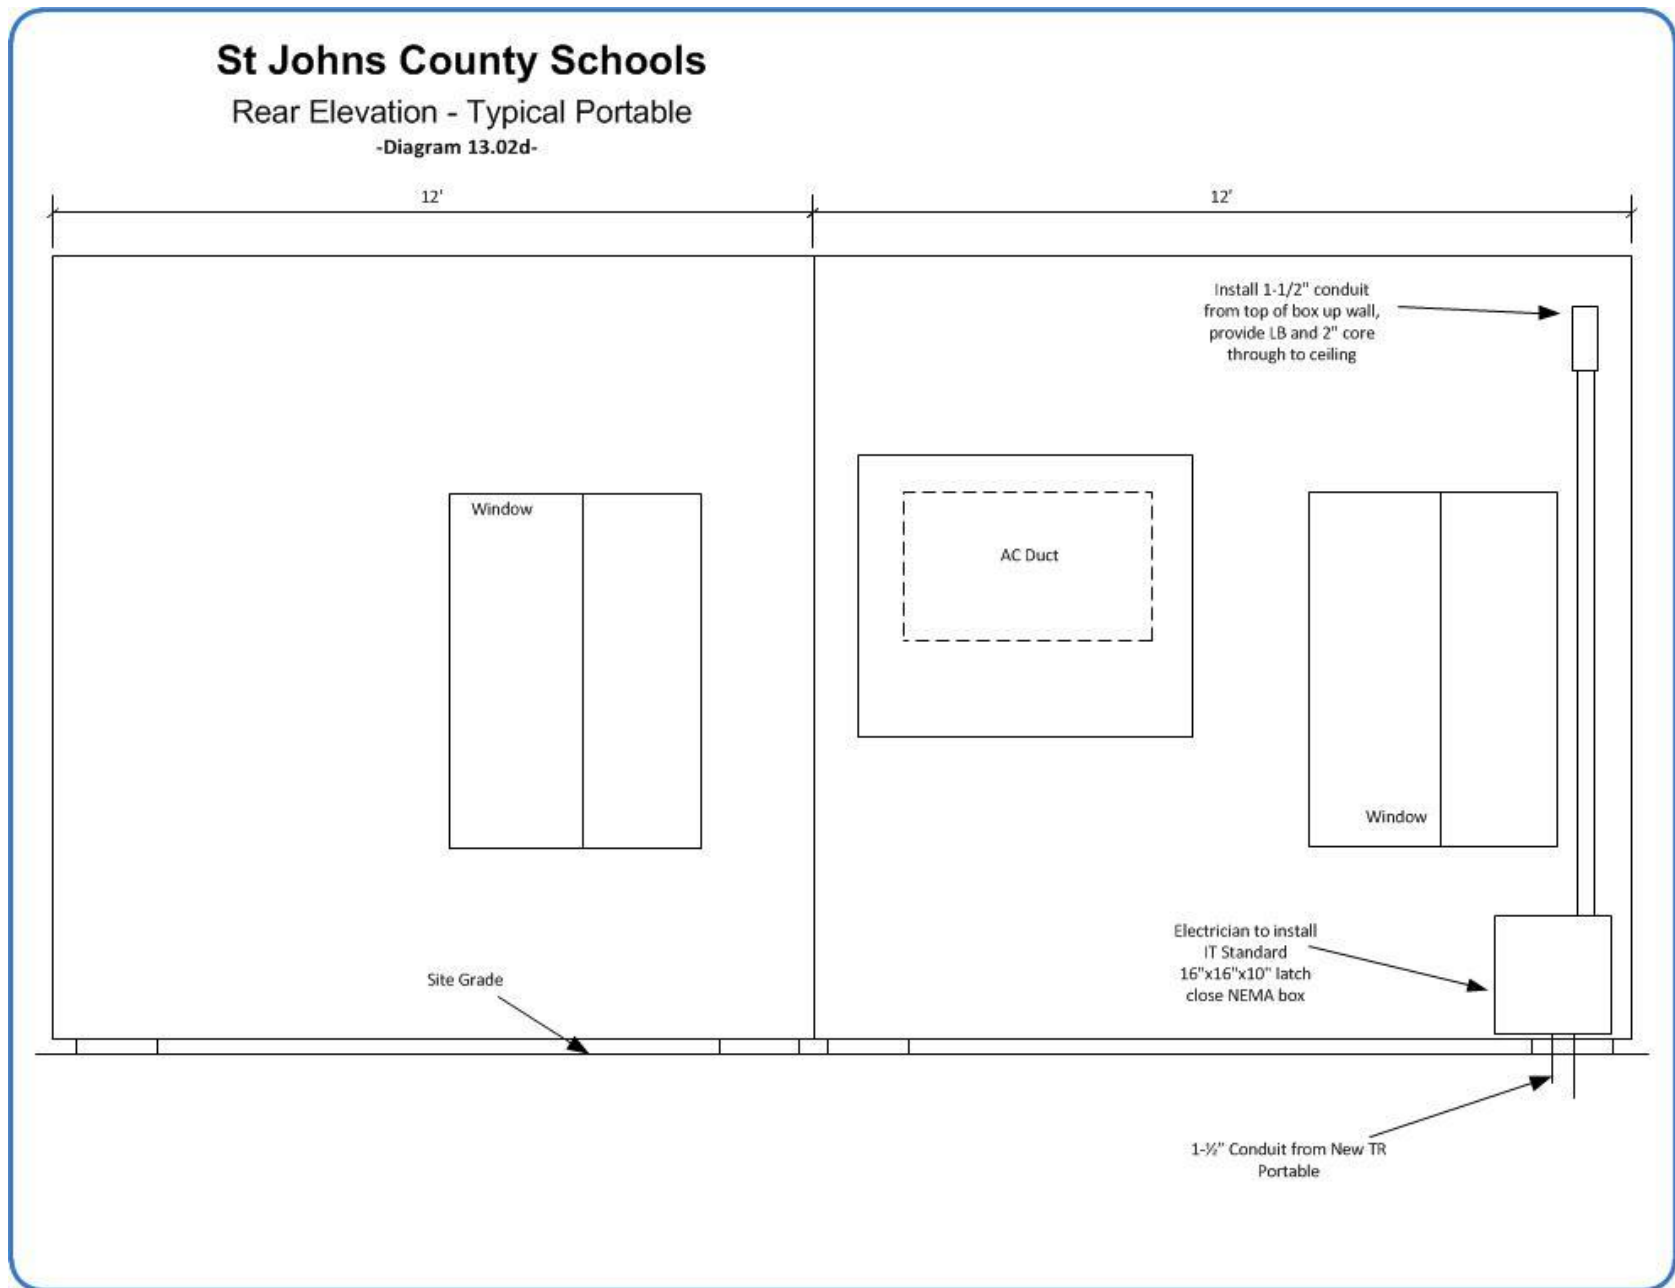 St Johns County Schools
Rear Elevation - Typical Portable
-Diagram 13.02d-
12'
12'
Install 1-1/2" conduit
from top of box up wall,
provide LB and 2" core
through to ceiling
Window
AC Duct
Window
Electrician to install
IT Standard
16"x16"x10" latch
close NEMA box
Site Grade
1-½" Conduit from New TR
Portable